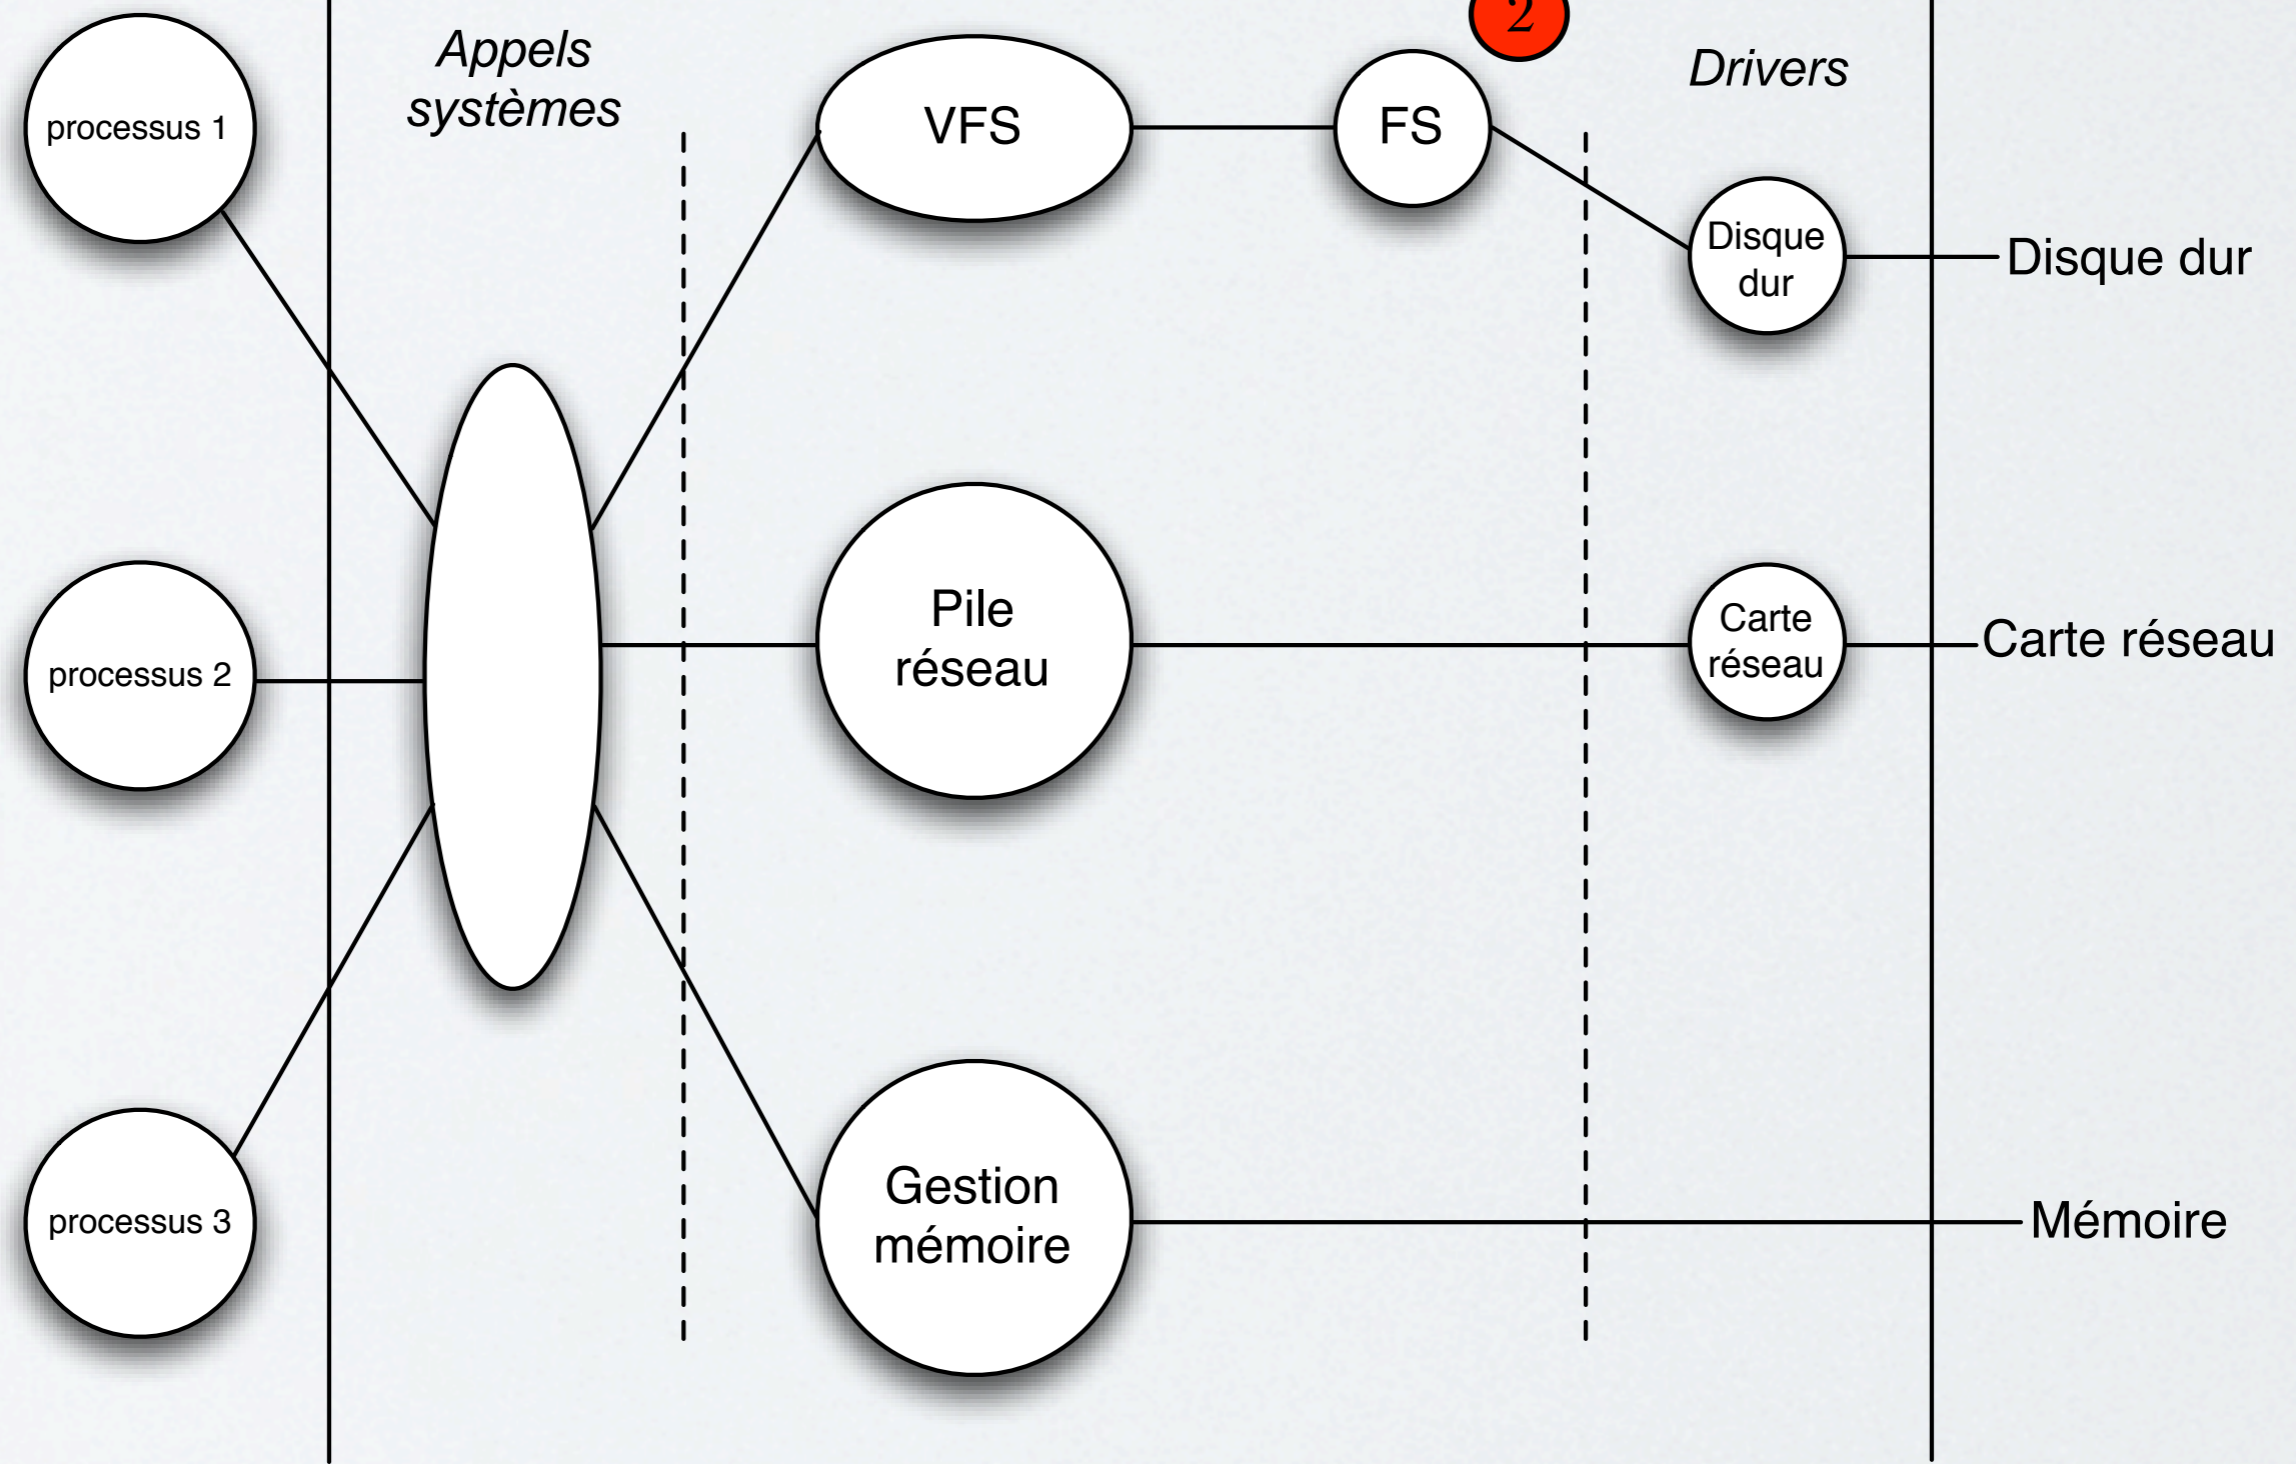 2
Appels
systèmes
Drivers
processus 1
VFS
FS
Disque
dur
Disque dur
processus 2
Pile
réseau
Carte
réseau
Carte réseau
processus 3
Gestion
mémoire
Mémoire